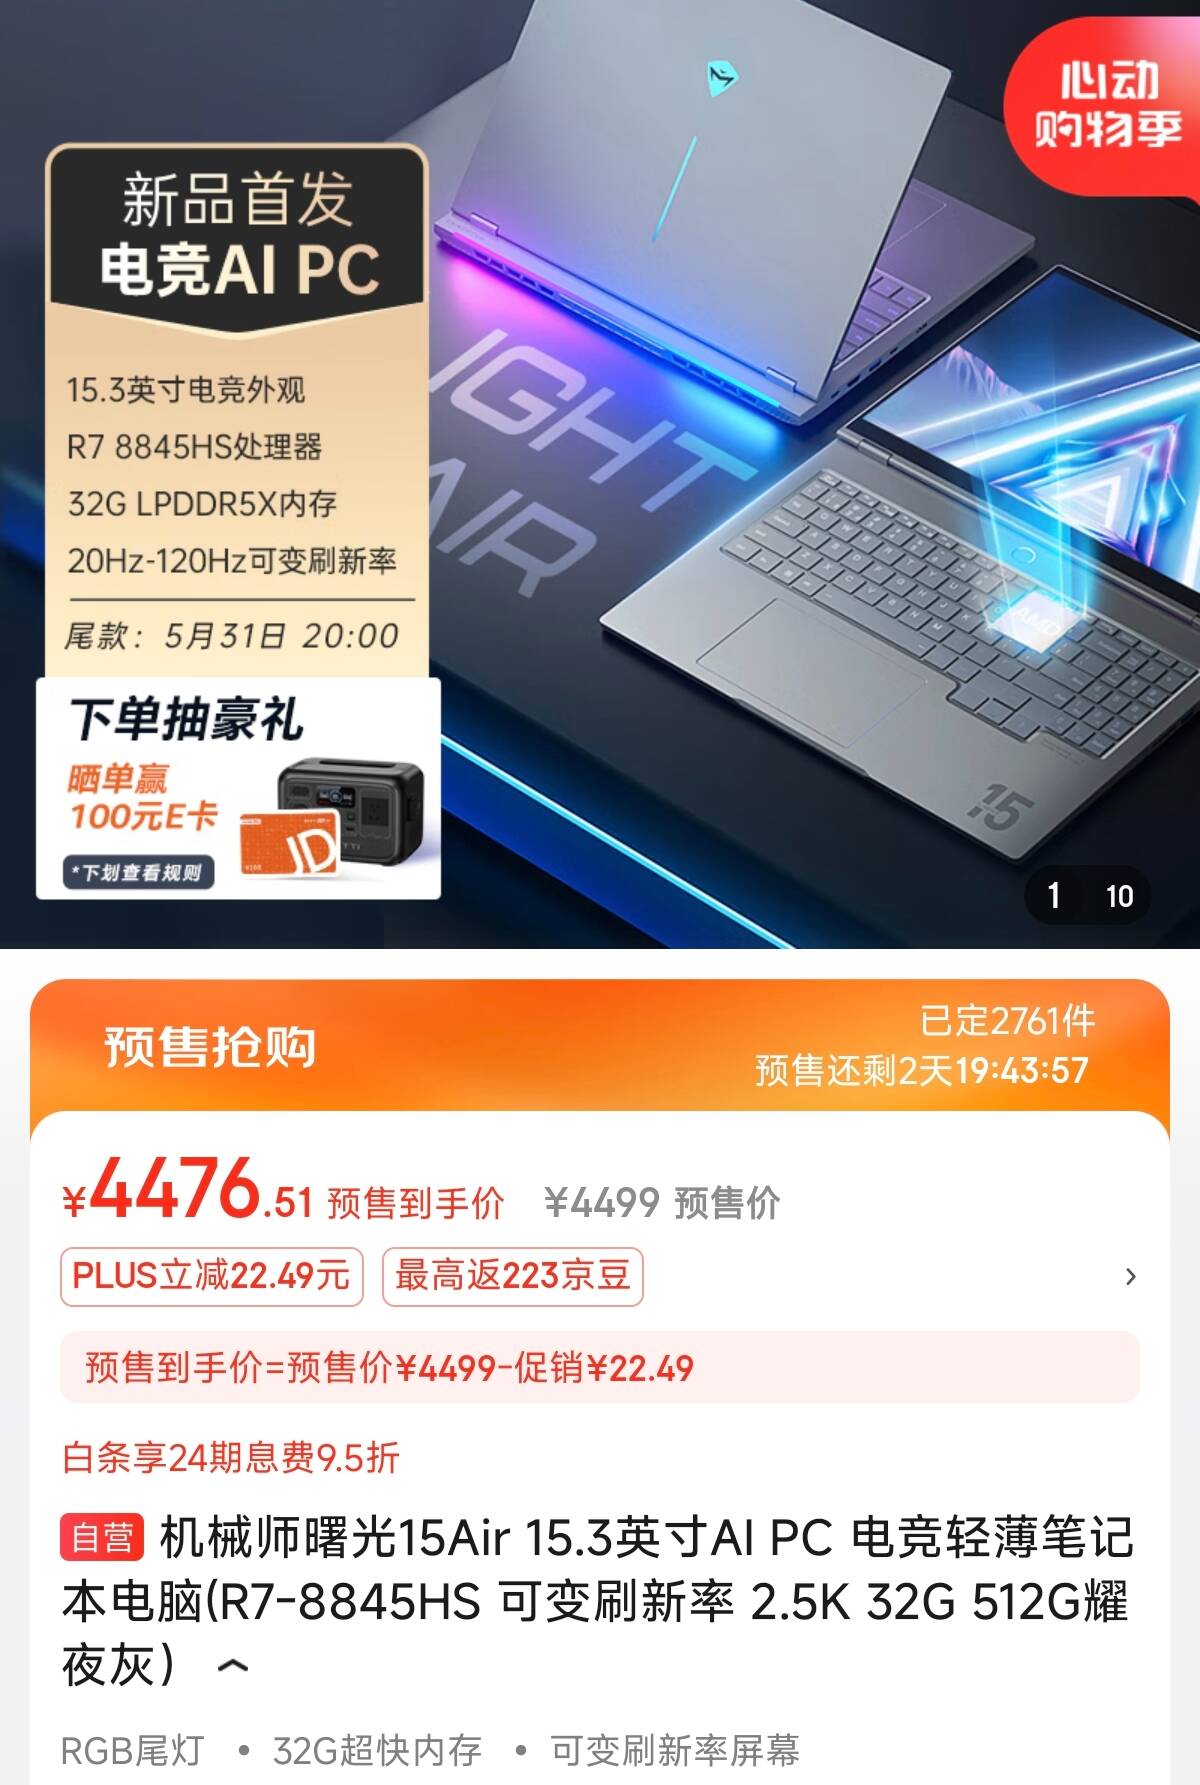 心动
购物季
新品首发
电竞AI PC
15.3英寸电竞外观
R7 8845HS处理器
32G LPDDR5X内存
20Hz-120Hz可变刷新率
尾款：5月31日 20:00
下单抽豪礼
晒单赢
100元E卡
*下划查看规则
JD
IGHT
AIR
AMD
15
1 10
预售抢购
已定2761件
预售还剩2天19:43:57
¥4476.51 预售到手价 ¥4499 预售价
PLUS立减22.49元 最高返223京豆
预售到手价=预售价¥4499-促销¥22.49
白条享24期息费9.5折
自营 机械师曙光15Air 15.3英寸AI PC 电竞轻薄笔记
本电脑(R7-8845HS 可变刷新率 2.5K 32G 512G耀
夜灰）
RGB尾灯 • 32G超快内存 • 可变刷新率屏幕